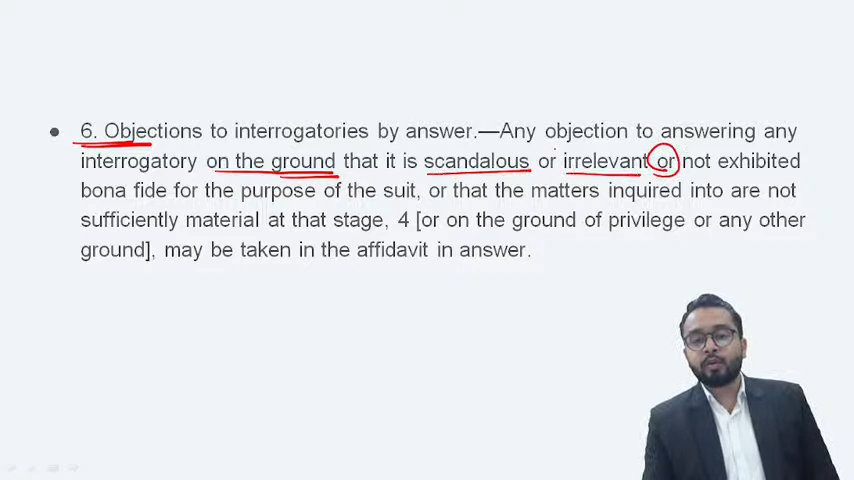 ● 6. Objections to interrogatories by answer.—Any objection to answering any
interrogatory on the ground that it is scandalous or irrelevant or not exhibited
bona fide for the purpose of the suit, or that the matters inquired into are not
sufficiently material at that stage, 4 [or on the ground of privilege or any other
ground], may be taken in the affidavit in answer.